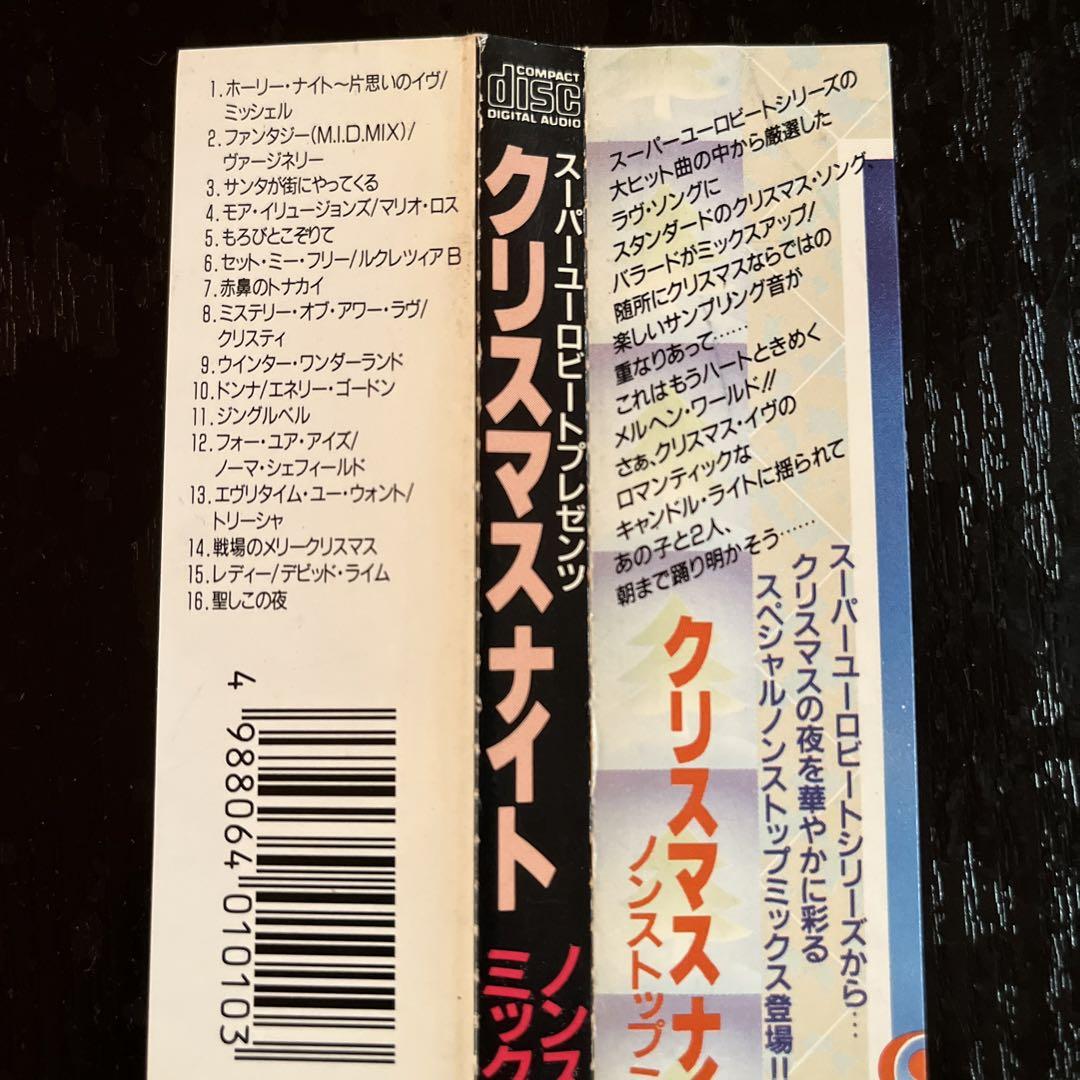 1.ホーリー・ナイト〜片思いのイヴ/
ミッシェル
2.ファンタジー(M.I.D.MIX)/
ヴァージネリー
3.サンタが街にやってくる
4.モア・イリュージョンズ/マリオ・ロス
5.もろびとこぞりて
6.セット・ミー・フリー/ルクレツィア B
7.赤鼻のトナカイ
8.ミステリー・オブ・アワー・ラヴ/
クリスティ
9.ウインター・ワンダーランド
10.ドンナ/エネリー・ゴードン
11.ジングルベル
12.フォー・ユア・アイズ/
ノーマ・シェフィールド
13.エヴリタイム・ユー・ウォント/
トリーシャ
14.戦場のメリークリスマス
15.レディー/デビッド・ライム
16.聖しこの夜
4 988064 010103
COMPACT
disc
DIGITAL AUDIO
スーパーユーロビートプレゼンツ
クリスマスナイト
ノンス
ミック
スーパーユーロビートシリーズの
大ヒット曲の中から厳選した
ラヴ・ソングに
スタンダードのクリスマス・ソング、
バラードがミックスアップ!
随所にクリスマスならではの
楽しいサンプリング音が
重なりあって……
これはもうハートときめく
メルヘン・ワールド!!
さぁ、クリスマス・イヴの
ロマンティックな
キャンドル・ライトに揺られて
あの子と2人、
朝まで踊り明かそう……
スーパーユーロビートシリーズから…
クリスマスの夜を華やかに彩る
スペシャルノンストップミックス登場!!
クリスマスナイ
ノンストップミ